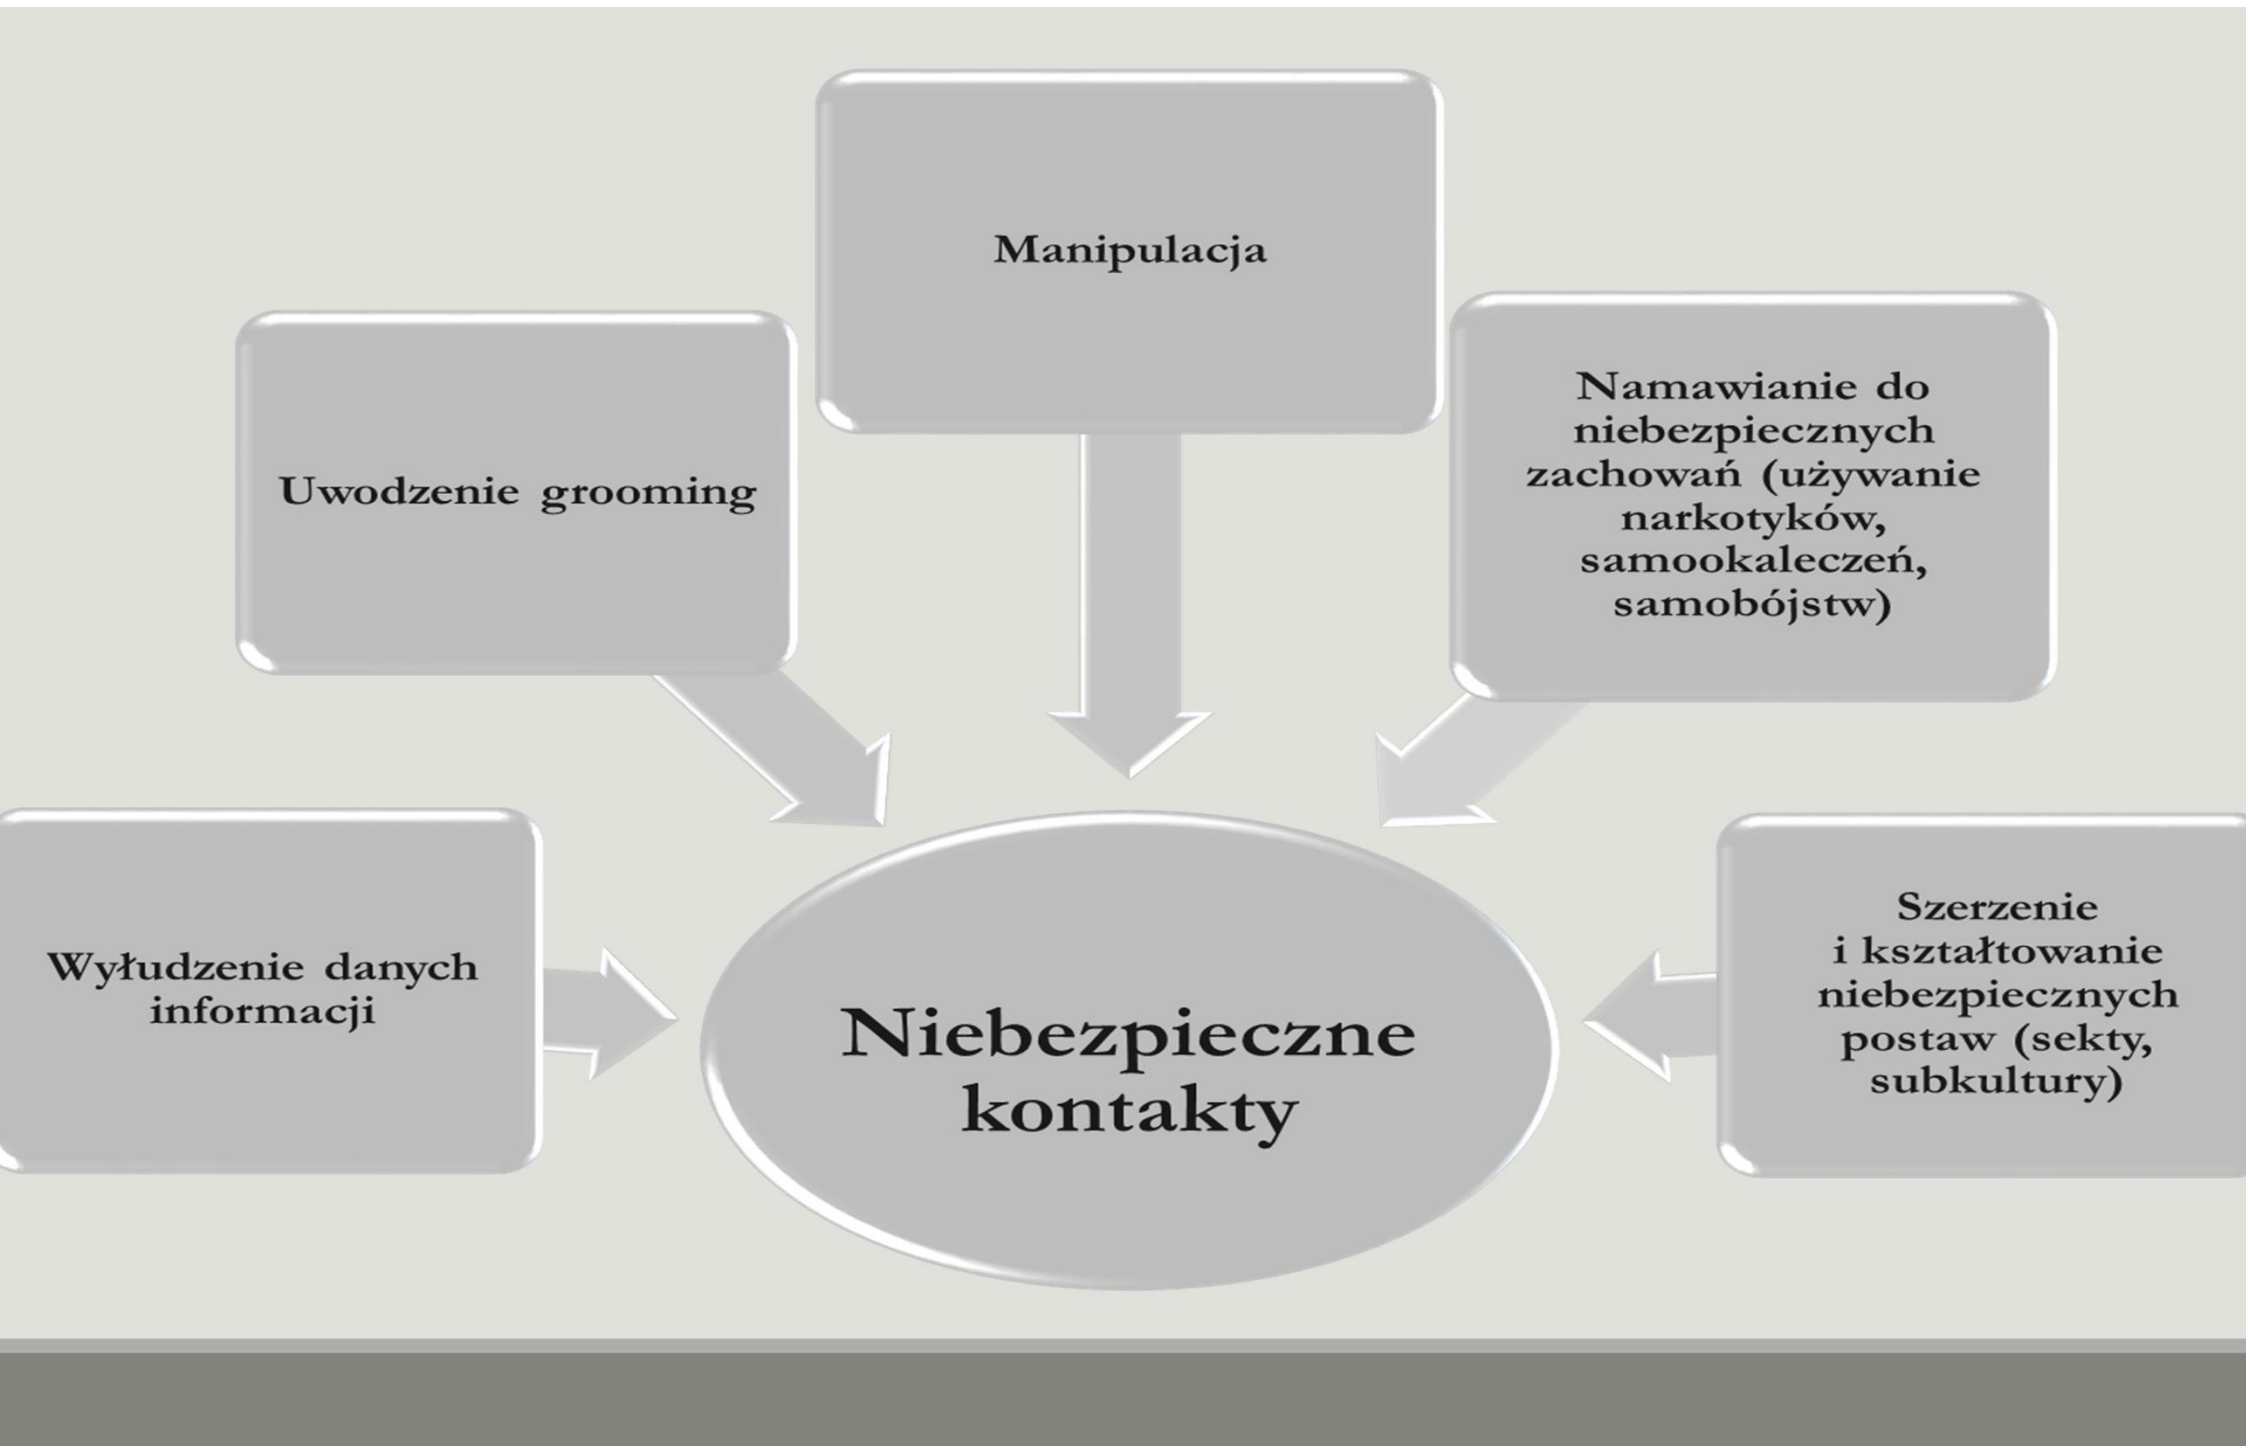 Manipulacja
Uwodzenie grooming
Namawianie do
niebezpiecznych
zachowań (używanie
narkotyków,
samookaleczeń,
samobójstw)
Wyłudzenie danych
informacji
Szerzenie
i kształtowanie
niebezpiecznych
postaw (sekty,
subkultury)
Niebezpieczne
kontakty